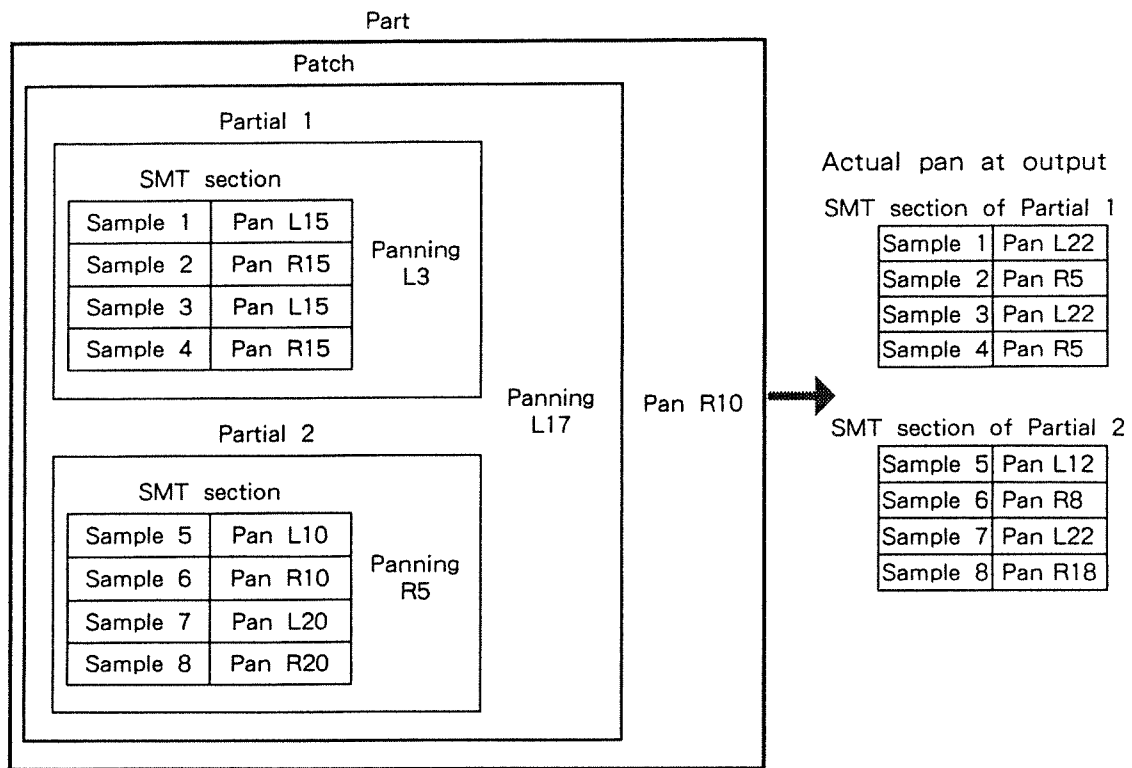 Part
Patch
Partial 1
SMT section
Sample 1 Pan L15
Sample 2 Pan R15
Sample 3 Pan L15
Sample 4 Pan R15
Panning
L3
Partial 2
SMT section
Sample 5 Pan L10
Sample 6 Pan R10
Sample 7 Pan L20
Sample 8 Pan R20
Panning
R5
Panning
L17
Pan R10
Actual pan at output
SMT section of Partial 1
Sample 1 Pan L22
Sample 2 Pan R5
Sample 3 Pan L22
Sample 4 Pan R5
SMT section of Partial 2
Sample 5 Pan L12
Sample 6 Pan R8
Sample 7 Pan L22
Sample 8 Pan R18